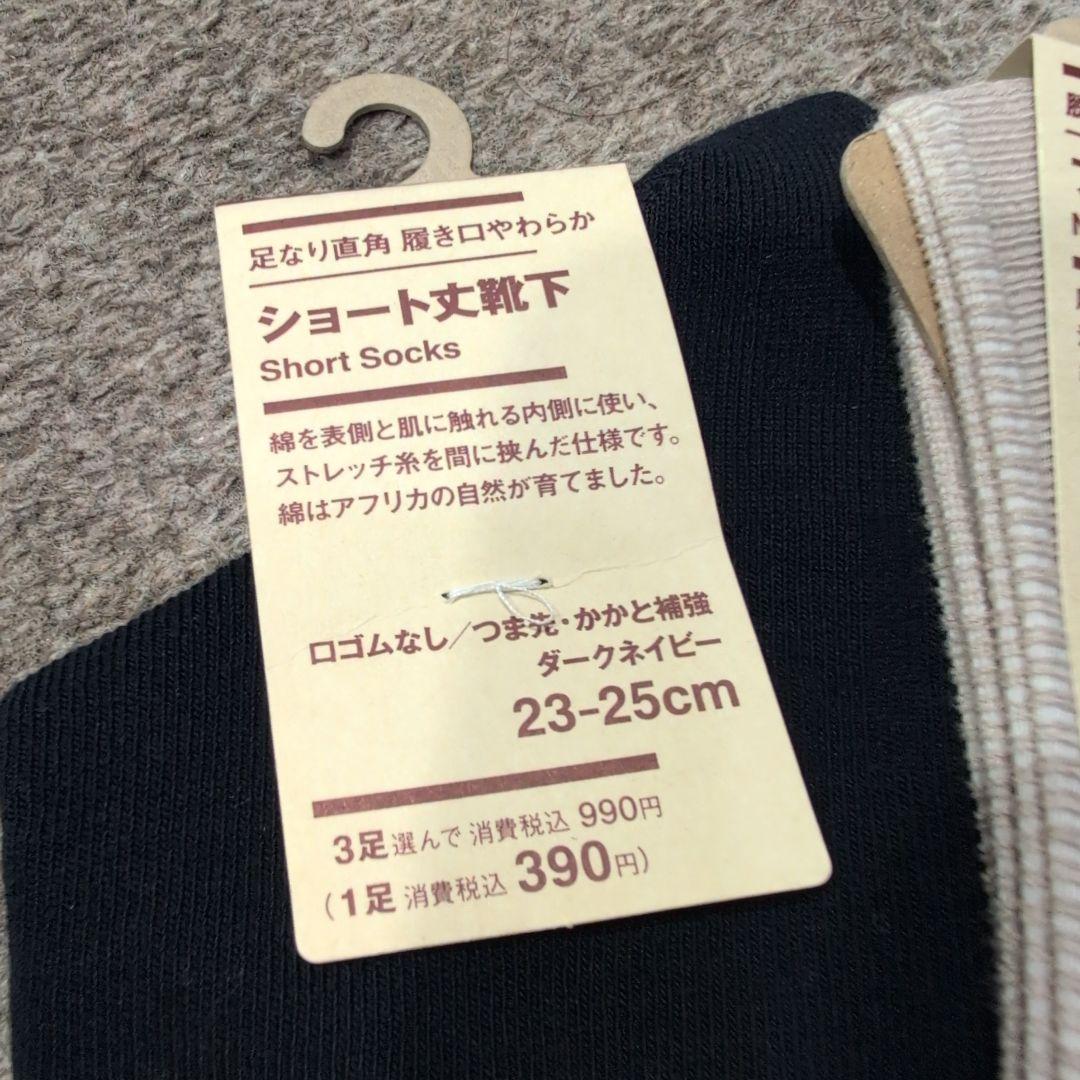 足なり直角 履き口やわらか
ショート丈靴下
Short Socks
綿を表側と肌に触れる内側に使い、
ストレッチ糸を間に挟んだ仕様です。
綿はアフリカの自然が育てました。
口ゴムなし/つま先・かかと補強
ダークネイビー
23-25cm
3足選んで 消費税込 990円
(1足 消費税込 390円)